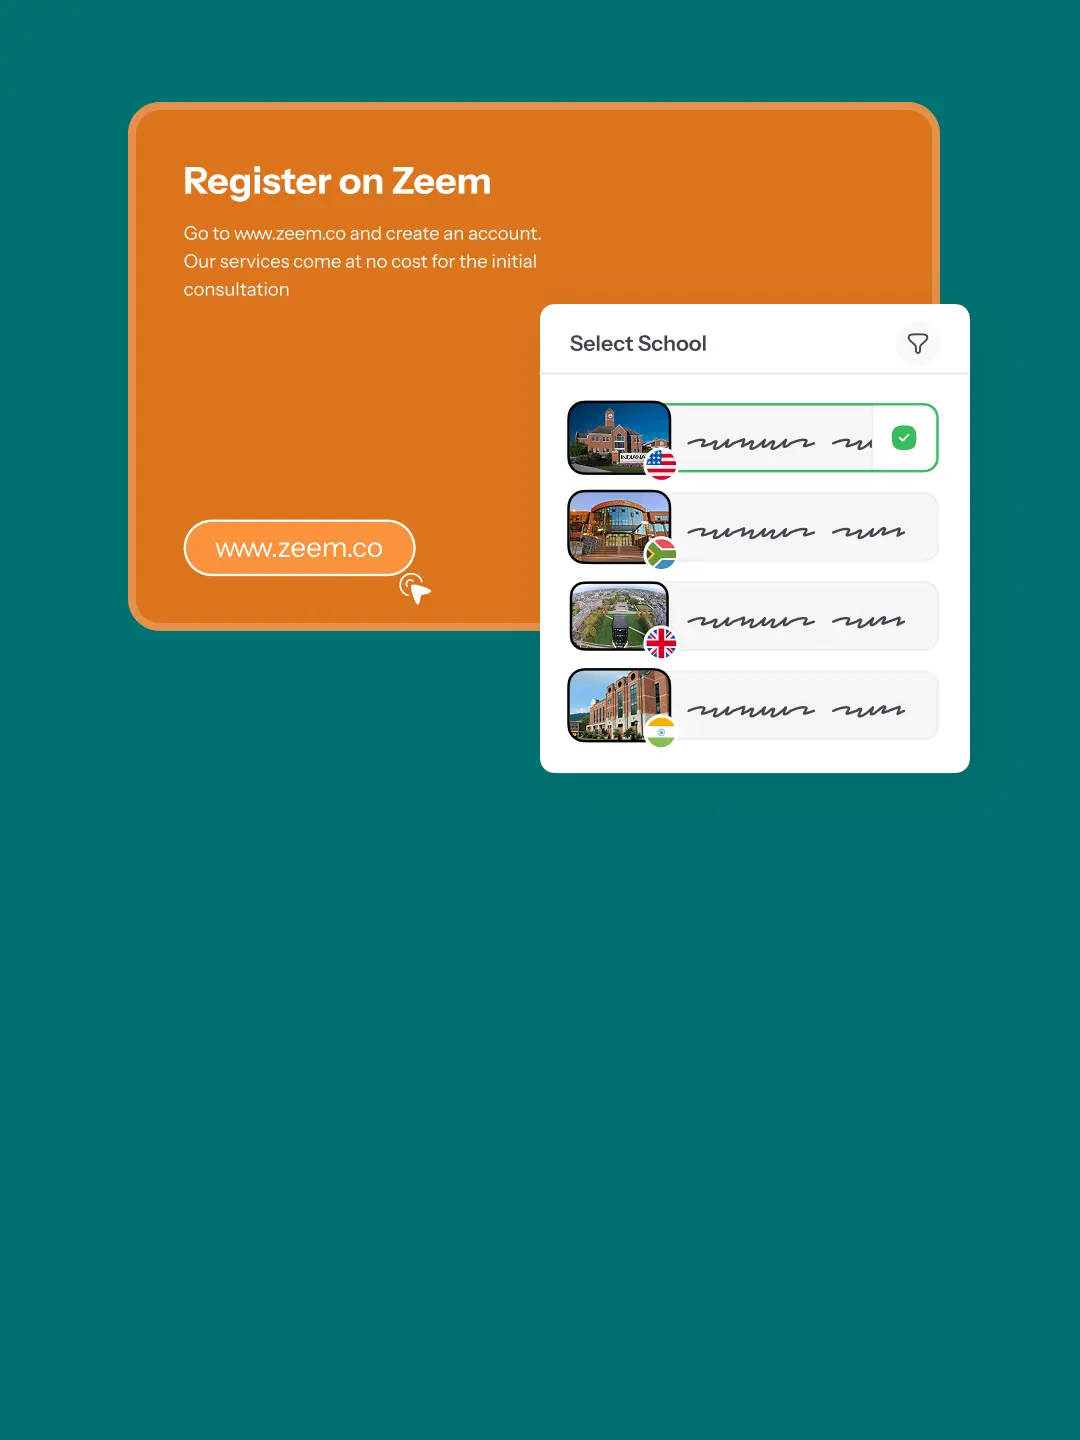 Register on Zeem
Go to www.zeem.co and create an account.
Our services come at no cost for the initial
consultation
Select School
INDIANA
www.zeem.co